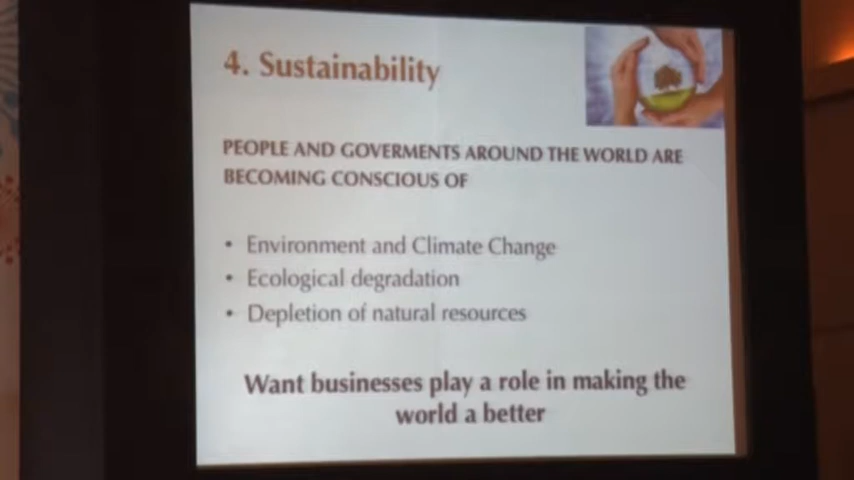 4. Sustainability
PEOPLE AND GOVERMENTS AROUND THE WORLD ARE
BECOMING CONSCIOUS OF
• Environment and Climate Change
• Ecological degradation
• Depletion of natural resources
Want businesses play a role in making the
world a better